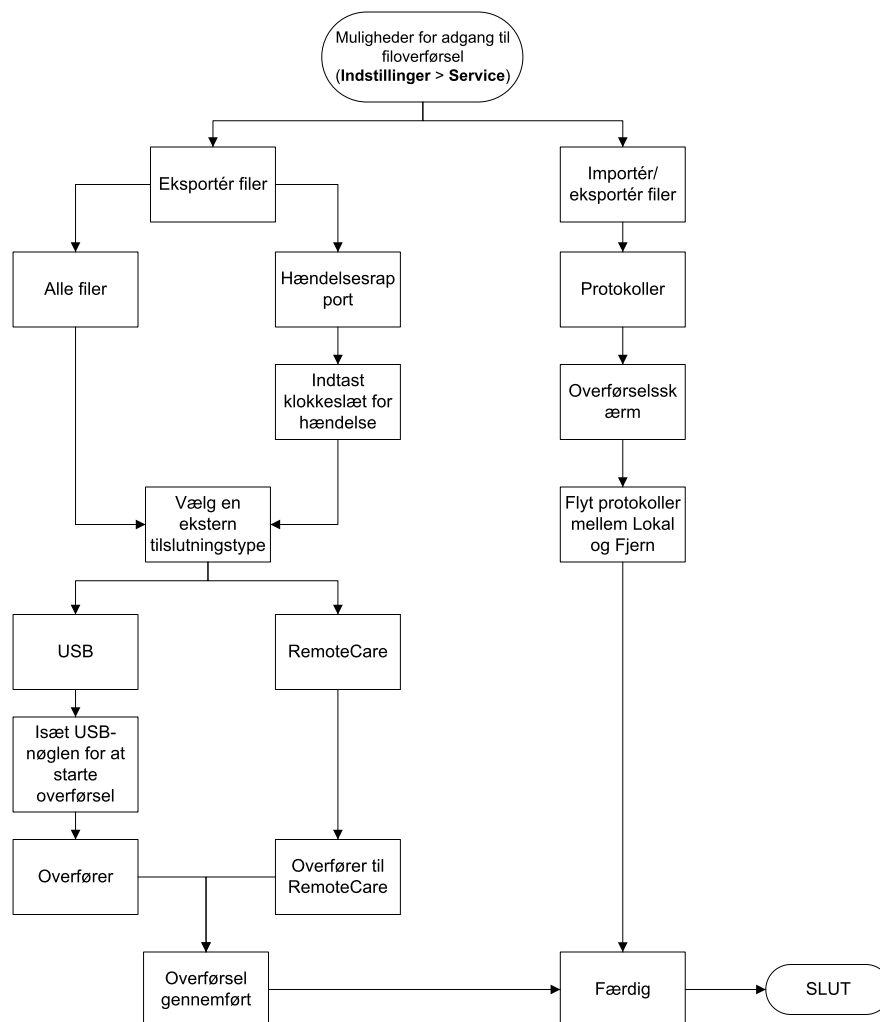 Muligheder for adgang til
filoverførsel
(Indstillinger > Service)
Eksportér filer
Importér/
eksportér filer
Alle filer
Hændelsesrap
port
Protokoller
Indtast
klokkeslæt for
hændelse
Overførselssk
ærm
Vælg en
ekstern
tilslutningstype
Flyt protokoller
mellem Lokal
og Fjern
USB
RemoteCare
Isæt USB-
nøglen for at
starte
overførsel
Overfører
Overfører til
RemoteCare
Overførsel
gennemført
Færdig
SLUT